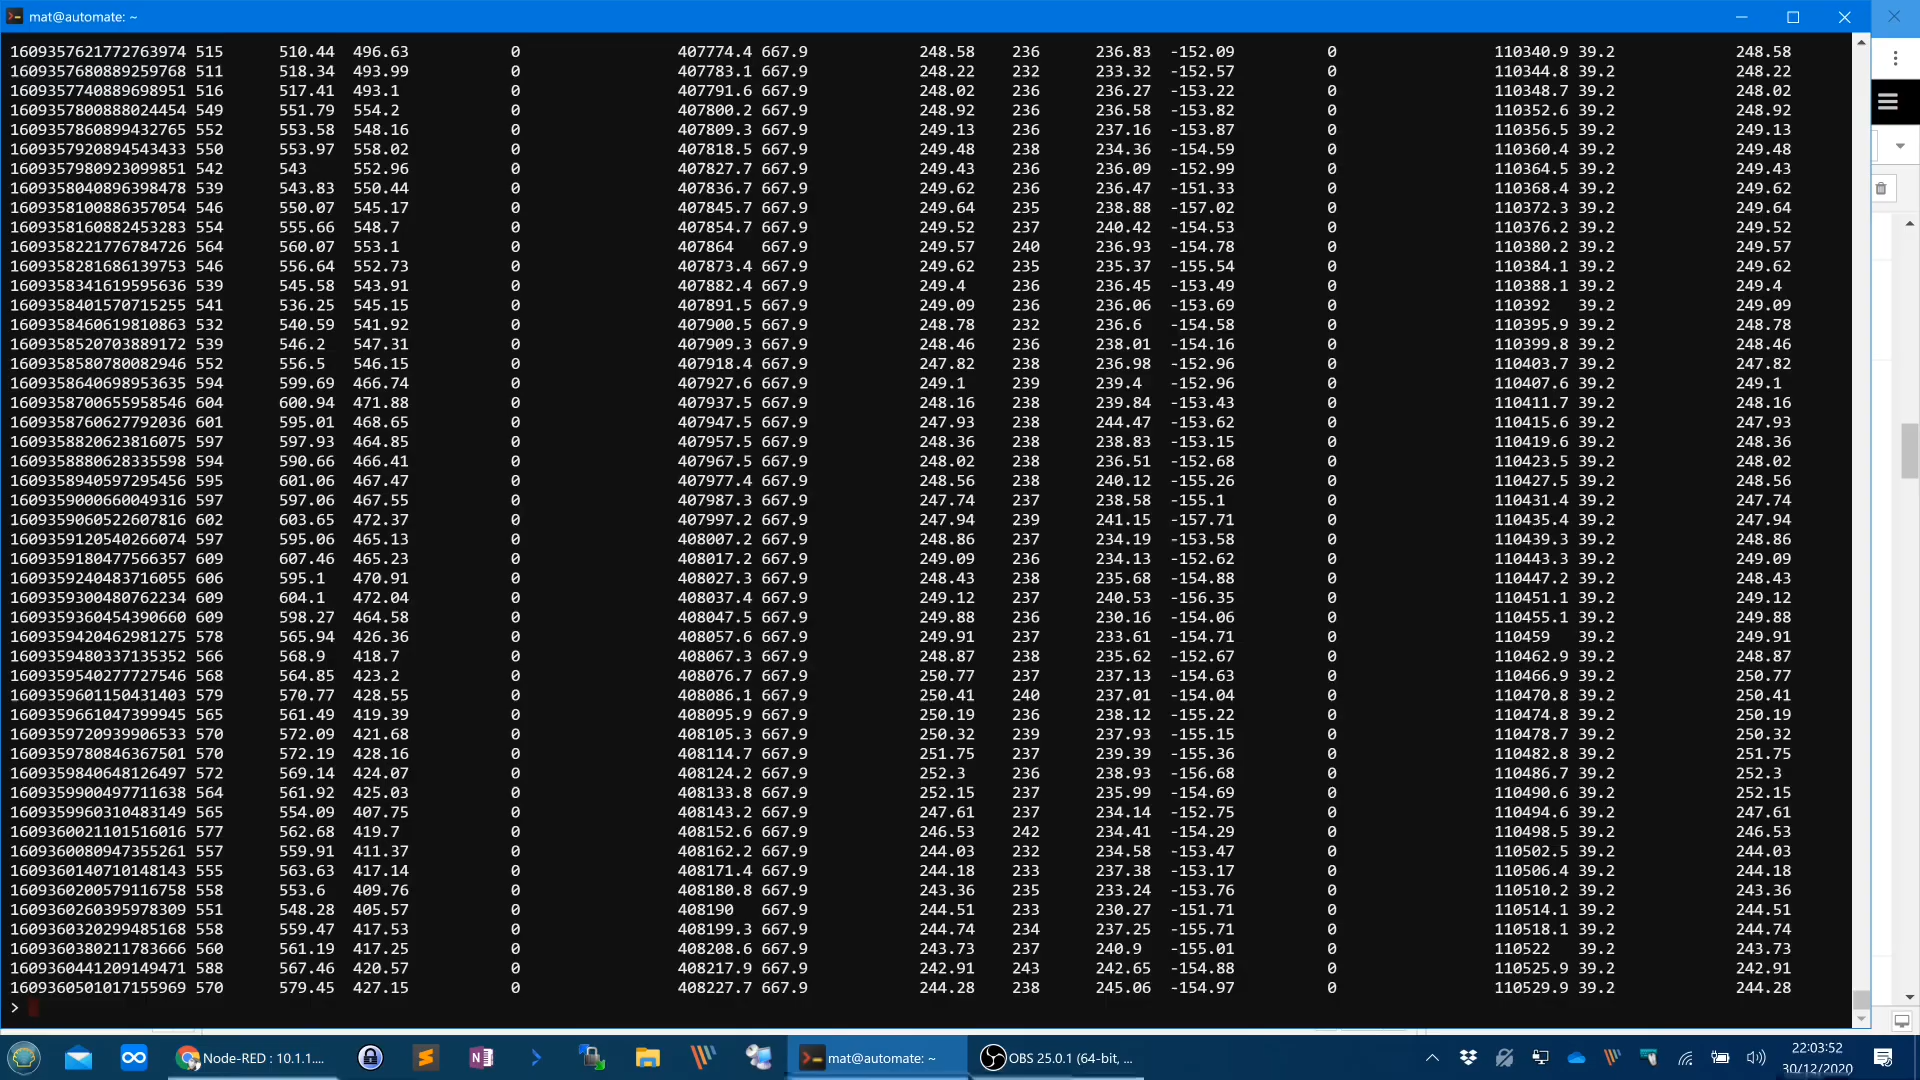 mat@automate: ~
1609357621772763974 515 510.44 496.63 0 407774.4 667.9 248.58 236 236.83 -152.09 0 110340.9 39.2 248.58
1609357680889259768 511 518.34 493.99 0 407783.1 667.9 248.22 232 233.32 -152.57 0 110344.8 39.2 248.22
1609357740889698951 516 517.41 493.1 0 407791.6 667.9 248.02 236 236.27 -153.22 0 110348.7 39.2 248.02
1609357800888024454 549 551.79 554.2 0 407800.2 667.9 248.92 236 236.58 -153.82 0 110352.6 39.2 248.92
1609357860899432765 552 553.58 548.16 0 407809.3 667.9 249.13 236 237.16 -153.87 0 110356.5 39.2 249.13
1609357920894543433 550 553.97 558.02 0 407818.5 667.9 249.48 238 234.36 -154.59 0 110360.4 39.2 249.48
1609357980923099851 542 543 552.96 0 407827.7 667.9 249.43 236 236.09 -152.99 0 110364.5 39.2 249.43
1609358040896398478 539 543.83 550.44 0 407836.7 667.9 249.62 236 236.47 -151.33 0 110368.4 39.2 249.62
1609358100886357054 546 550.07 545.17 0 407845.7 667.9 249.64 235 238.88 -157.02 0 110372.3 39.2 249.64
1609358160882453283 554 555.66 548.7 0 407854.7 667.9 249.52 237 240.42 -154.53 0 110376.2 39.2 249.52
1609358221776784726 564 560.07 553.1 0 407864 667.9 249.57 240 236.93 -154.78 0 110380.2 39.2 249.57
1609358281686139753 546 556.64 552.73 0 407873.4 667.9 249.62 235 235.37 -155.54 0 110384.1 39.2 249.62
1609358341619595636 539 545.58 543.91 0 407882.4 667.9 249.4 236 236.45 -153.49 0 110388.1 39.2 249.4
1609358401570715255 541 536.25 545.15 0 407891.5 667.9 249.09 236 236.06 -153.69 0 110392 39.2 249.09
1609358460619810863 532 540.59 541.92 0 407900.5 667.9 248.78 232 236.6 -154.58 0 110395.9 39.2 248.78
1609358520703889172 539 546.2 547.31 0 407909.3 667.9 248.46 236 238.01 -154.16 0 110399.8 39.2 248.46
1609358580780082946 552 556.5 546.15 0 407918.4 667.9 247.82 238 236.98 -152.96 0 110403.7 39.2 247.82
1609358640698953635 594 599.69 466.74 0 407927.6 667.9 249.1 239 239.4 -152.96 0 110407.6 39.2 249.1
1609358700655958546 604 600.94 471.88 0 407937.5 667.9 248.16 238 239.84 -153.43 0 110411.7 39.2 248.16
1609358760627792036 601 595.01 468.65 0 407947.5 667.9 247.93 238 244.47 -153.62 0 110415.6 39.2 247.93
1609358820623816075 597 597.93 464.85 0 407957.5 667.9 248.36 238 238.83 -153.15 0 110419.6 39.2 248.36
1609358880628335598 594 590.66 466.41 0 407967.5 667.9 248.02 238 236.51 -152.68 0 110423.5 39.2 248.02
1609358940597295456 595 601.06 467.47 0 407977.4 667.9 248.56 238 240.12 -155.26 0 110427.5 39.2 248.56
1609359000660049316 597 597.06 467.55 0 407987.3 667.9 247.74 237 238.58 -155.1 0 110431.4 39.2 247.74
1609359060522607816 602 603.65 472.37 0 407997.2 667.9 247.94 239 241.15 -157.71 0 110435.4 39.2 247.94
1609359120540266074 597 595.06 465.13 0 408007.2 667.9 248.86 237 234.19 -153.58 0 110439.3 39.2 248.86
1609359180477566357 609 607.46 465.23 0 408017.2 667.9 249.09 236 234.13 -152.62 0 110443.3 39.2 249.09
1609359240483716055 606 595.1 470.91 0 408027.3 667.9 248.43 238 235.68 -154.88 0 110447.2 39.2 248.43
1609359300480762234 609 604.1 472.04 0 408037.4 667.9 249.12 237 240.53 -156.35 0 110451.1 39.2 249.12
1609359360454390660 609 598.27 464.58 0 408047.5 667.9 249.88 236 230.16 -154.06 0 110455.1 39.2 249.88
1609359420462981275 578 565.94 426.36 0 408057.6 667.9 249.91 237 233.61 -154.71 0 110459 39.2 249.91
1609359480337135352 566 568.9 418.7 0 408067.3 667.9 248.87 238 235.62 -152.67 0 110462.9 39.2 248.87
1609359540277727546 568 564.85 423.2 0 408076.7 667.9 250.77 237 237.13 -154.63 0 110466.9 39.2 250.77
1609359601150431403 579 570.77 428.55 0 408086.1 667.9 250.41 240 237.01 -154.04 0 110470.8 39.2 250.41
1609359661047399945 565 561.49 419.39 0 408095.9 667.9 250.19 236 238.12 -155.22 0 110474.8 39.2 250.19
1609359720939906533 570 572.09 421.68 0 408105.3 667.9 250.32 239 237.93 -155.15 0 110478.7 39.2 250.32
1609359780846367501 570 572.19 428.16 0 408114.7 667.9 251.75 237 239.39 -155.36 0 110482.8 39.2 251.75
1609359840648126497 572 569.14 424.07 0 408124.2 667.9 252.3 236 238.93 -156.68 0 110486.7 39.2 252.3
1609359900497711638 564 561.92 425.03 0 408133.8 667.9 252.15 237 235.99 -154.69 0 110490.6 39.2 252.15
1609359960310483149 565 554.09 407.75 0 408143.2 667.9 247.61 237 234.14 -152.75 0 110494.6 39.2 247.61
1609360021101516016 577 562.68 419.7 0 408152.6 667.9 246.53 242 234.41 -154.29 0 110498.5 39.2 246.53
1609360080947355261 557 559.91 411.37 0 408162.2 667.9 244.03 232 234.58 -153.47 0 110502.5 39.2 244.03
1609360140710148143 555 563.63 417.14 0 408171.4 667.9 244.18 233 237.38 -153.17 0 110506.4 39.2 244.18
1609360200579116758 558 553.6 409.76 0 408180.8 667.9 243.36 235 233.24 -153.76 0 110510.2 39.2 243.36
1609360260395978309 551 548.28 405.57 0 408190 667.9 244.51 233 230.27 -151.71 0 110514.1 39.2 244.51
1609360320299485168 558 559.47 417.53 0 408199.3 667.9 244.74 234 237.25 -155.71 0 110518.1 39.2 244.74
1609360380211783666 560 561.19 417.25 0 408208.6 667.9 243.73 237 240.9 -155.01 0 110522 39.2 243.73
1609360441209149471 588 567.46 420.57 0 408217.9 667.9 242.91 243 242.65 -154.88 0 110525.9 39.2 242.91
1609360501017155969 570 579.45 427.15 0 408227.7 667.9 244.28 238 245.06 -154.97 0 110529.9 39.2 244.28
>
Node-RED : 10.1.1.... mat@automate: ~ OBS 25.0.1 (64-bit, ... 22:03:52
30/12/2020